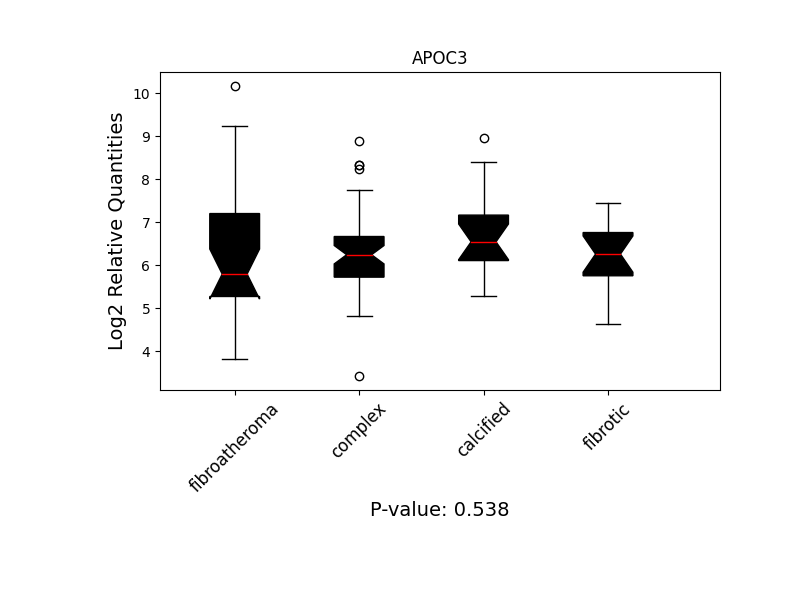 APOC3
Log2 Relative Quantities
10
9
8
7
6
5
4
fibroatheroma
complex
calcified
fibrotic
P-value: 0.538